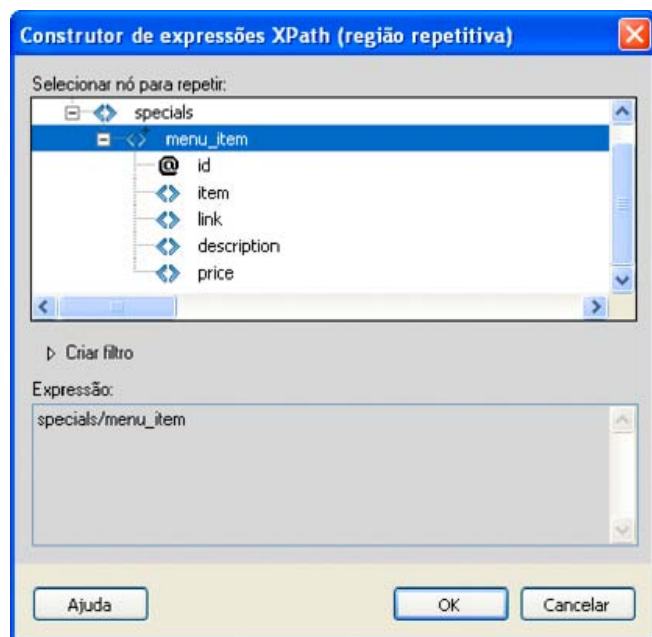 Construtor de expressões XPath (região repetitiva)
Selecionar nó para repetir:
specials
menu_item
id
item
link
description
price
Criar filtro
Expressão:
specials/menu_item
Ajuda OK Cancelar